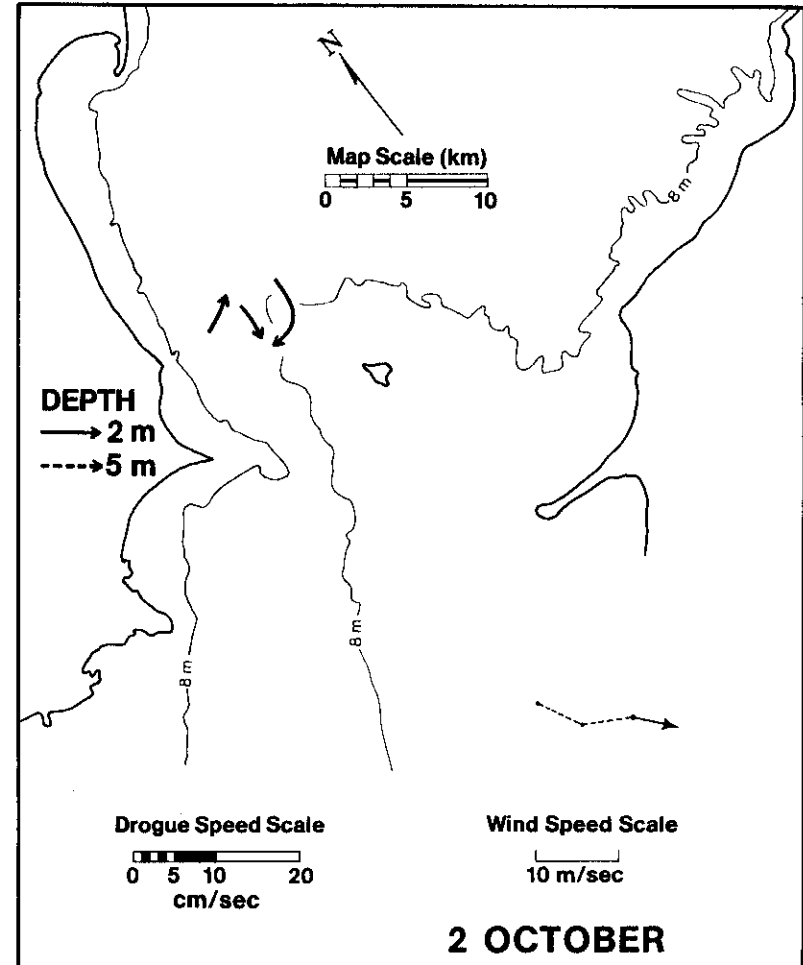 N
Map Scale (km)
0 5 10
8 m
DEPTH
2 m
5 m
8 m
8 m
Drogue Speed Scale
0 5 10 20
cm/sec
Wind Speed Scale
10 m/sec
2 OCTOBER